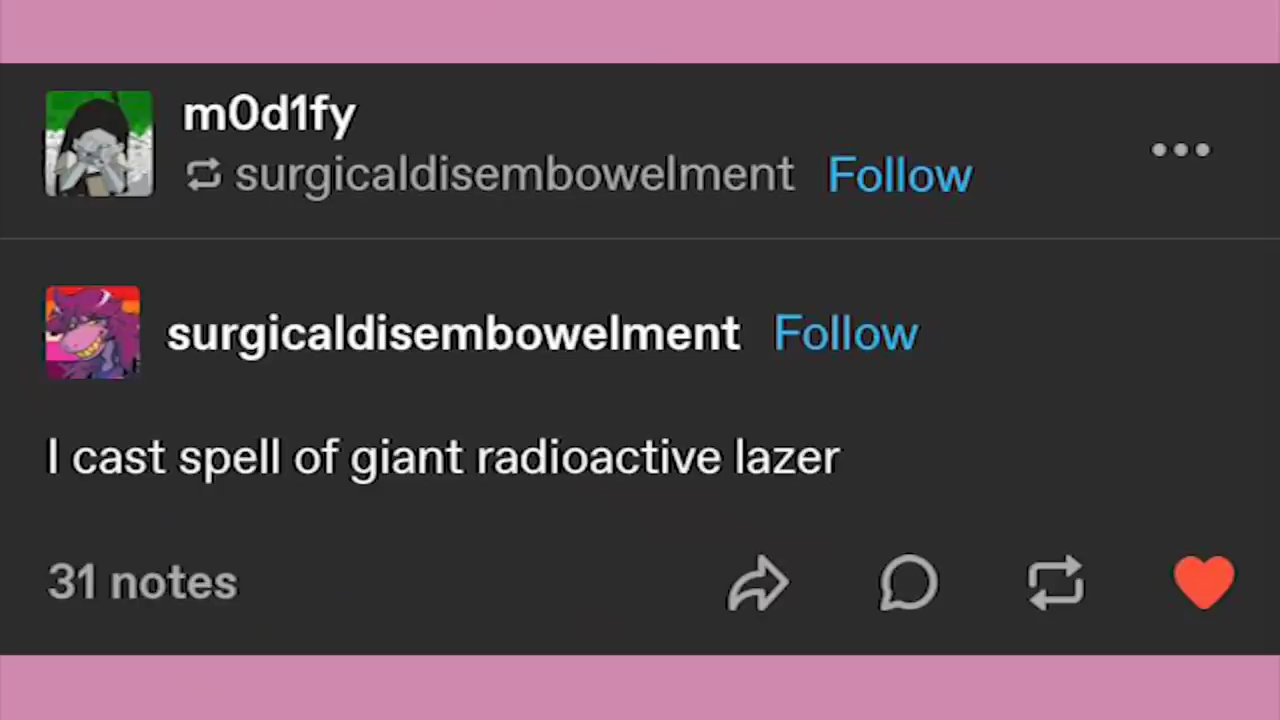 m0d1fy
surgicaldisembowelment Follow
surgicaldisembowelment Follow
I cast spell of giant radioactive lazer
31 notes